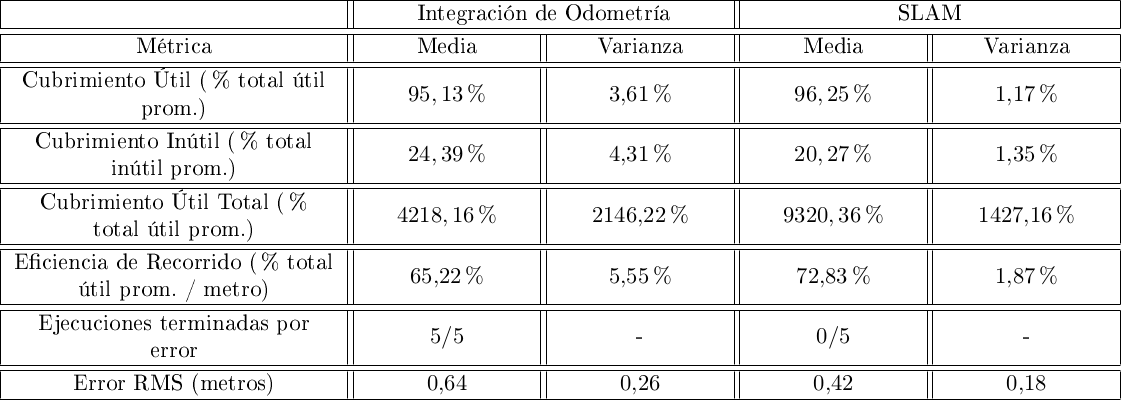 Integración de Odometría SLAM
Métrica Media Varianza Media Varianza
Cubrimiento Útil ( % total útil
prom.) 95, 13 % 3,61 % 96, 25 % 1,17 %
Cubrimiento Inútil ( % total
inútil prom.) 24, 39 % 4,31 % 20, 27 % 1,35 %
Cubrimiento Útil Total ( %
total útil prom.) 4218, 16 % 2146,22 % 9320, 36 % 1427,16 %
Eficiencia de Recorrido ( % total
útil prom. / metro) 65,22 % 5,55 % 72,83 % 1,87 %
Ejecuciones terminadas por
error 5/5 - 0/5 -
Error RMS (metros) 0,64 0,26 0,42 0,18